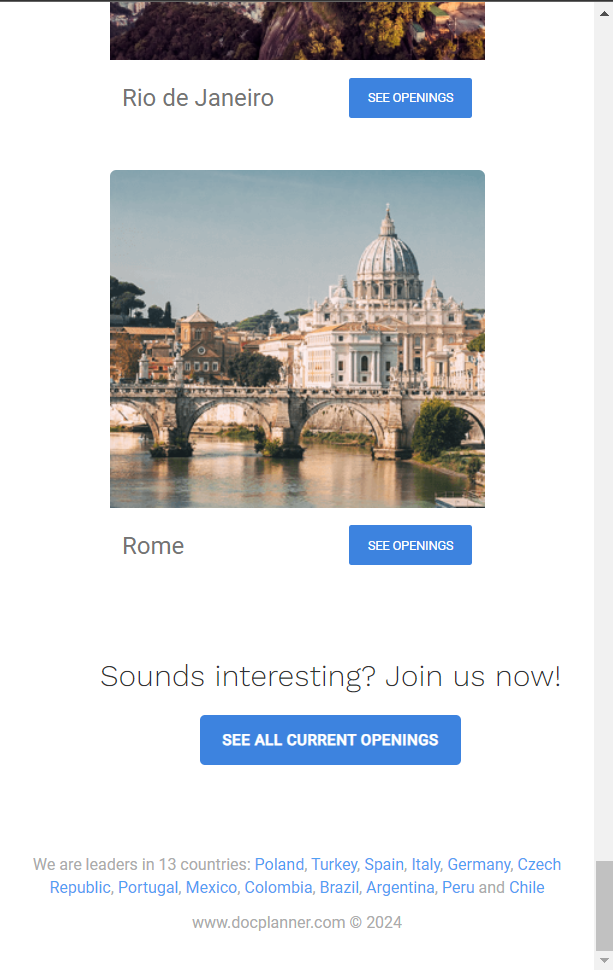 Rio de Janeiro
SEE OPENINGS
Rome
SEE OPENINGS
Sounds interesting? Join us now!
SEE ALL CURRENT OPENINGS
We are leaders in 13 countries: Poland, Turkey, Spain, Italy, Germany, Czech
Republic, Portugal, Mexico, Colombia, Brazil, Argentina, Peru and Chile
www.docplanner.com © 2024